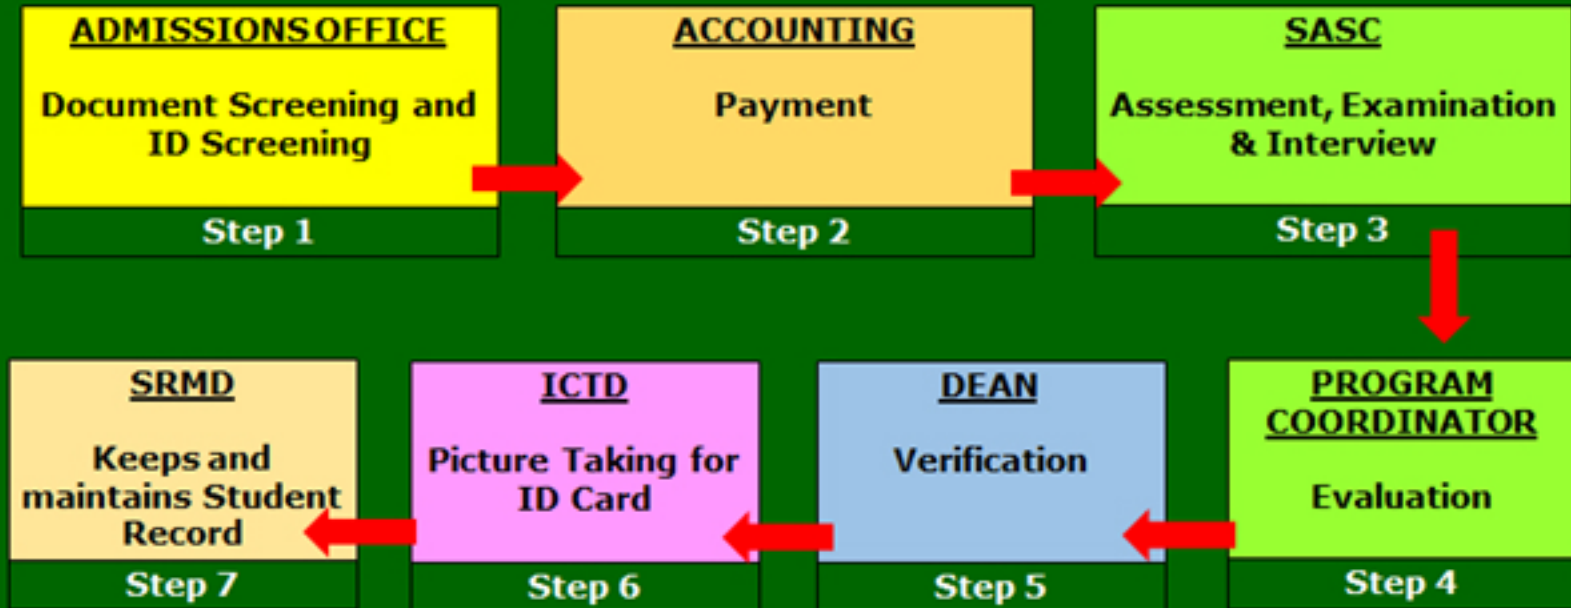 ADMISSIONS OFFICE
Document Screening and
ID Screening
Step 1
ACCOUNTING
Payment
Step 2
SASC
Assessment, Examination
& Interview
Step 3
PROGRAM
COORDINATOR
Evaluation
Step 4
DEAN
Verification
Step 5
ICTD
Picture Taking for
ID Card
Step 6
SRMD
Keeps and
maintains Student
Record
Step 7